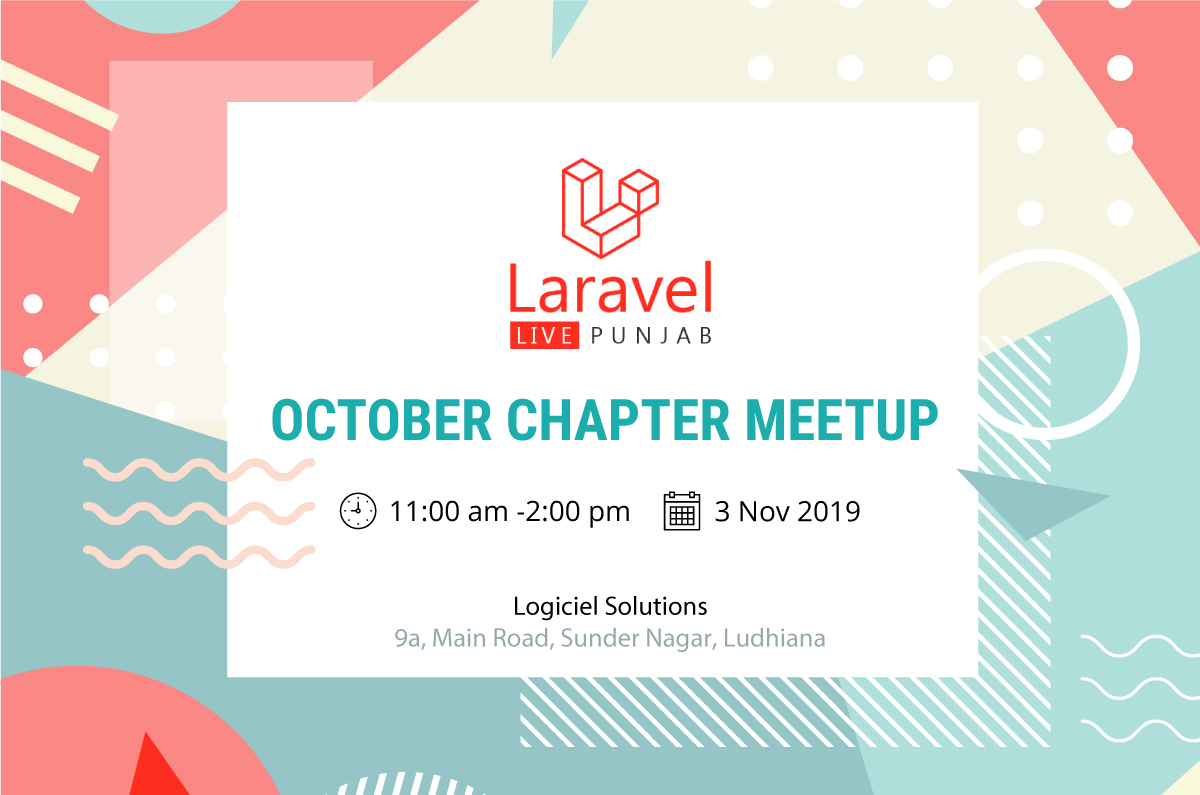 Laravel
LIVE PUNJAB
OCTOBER CHAPTER MEETUP
11:00 am -2:00 pm 3 Nov 2019
Logiciel Solutions
9a, Main Road, Sunder Nagar, Ludhiana